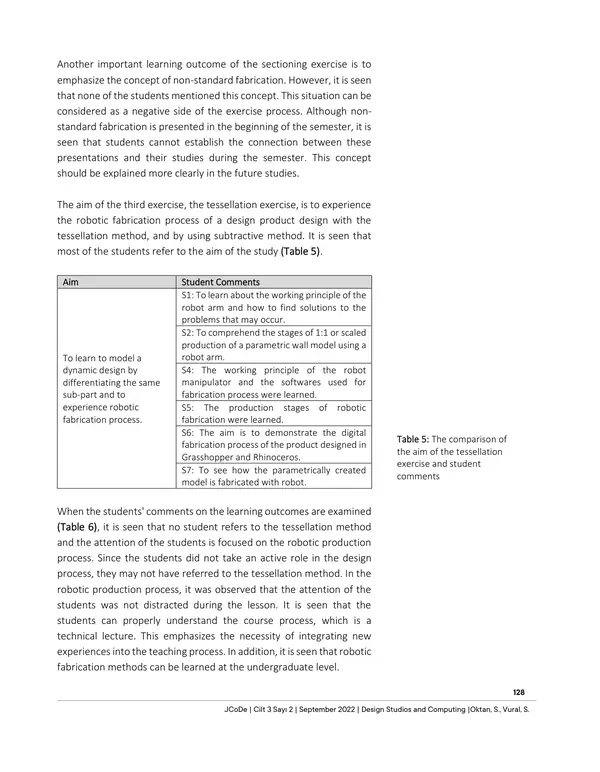 Another important learning outcome of the sectioning exercise is to
emphasize the concept of non-standard fabrication. However, it is seen
that none of the students mentioned this concept. This situation can be
considered as a negative side of the exercise process. Although non-
standard fabrication is presented in the beginning of the semester, it is
seen that students cannot establish the connection between these
presentations and their studies during the semester. This concept
should be explained more clearly in the future studies.
The aim of the third exercise, the tessellation exercise, is to experience
the robotic fabrication process of a design product design with the
tessellation method, and by using subtractive method. It is seen that
most of the students refer to the aim of the study (Table 5).
Aim
Student Comments
To learn to model a
dynamic design by
differentiating the same
sub-part and to
experience robotic
fabrication process.
S1: To learn about the working principle of the
robot arm and how to find solutions to the
problems that may occur.
S2: To comprehend the stages of 1:1 or scaled
production of a parametric wall model using a
robot arm.
S4: The working principle of the robot
manipulator and the softwares used for
fabrication process were learned.
S5: The production stages of robotic
fabrication were learned.
S6: The aim is to demonstrate the digital
fabrication process of the product designed in
Grasshopper and Rhinoceros.
S7: To see how the parametrically created
model is fabricated with robot.
Table 5: The comparison of
the aim of the tessellation
exercise and student
comments
When the students' comments on the learning outcomes are examined
(Table 6), it is seen that no student refers to the tessellation method
and the attention of the students is focused on the robotic production
process. Since the students did not take an active role in the design
process, they may not have referred to the tessellation method. In the
robotic production process, it was observed that the attention of the
students was not distracted during the lesson. It is seen that the
students can properly understand the course process, which is a
technical lecture. This emphasizes the necessity of integrating new
experiences into the teaching process. In addition, it is seen that robotic
fabrication methods can be learned at the undergraduate level.
128
JCoDe | Cilt 3 Sayı 2 | September 2022 | Design Studios and Computing |Oktan, S., Vural, S.